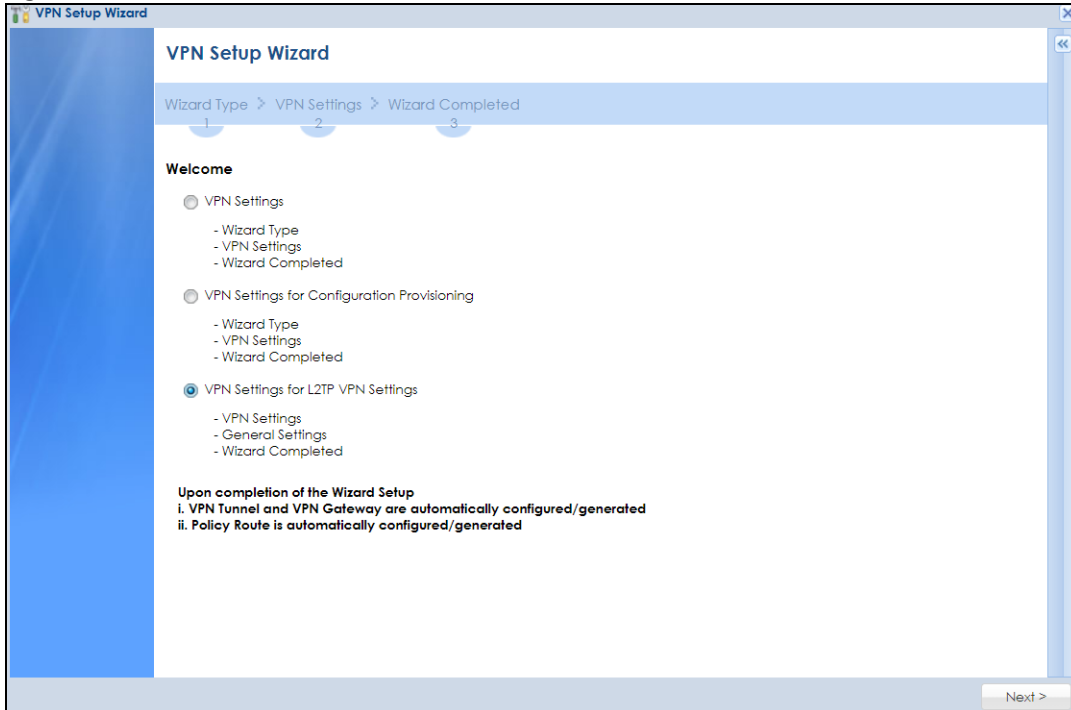 VPN Setup Wizard
VPN Setup Wizard
Wizard Type > VPN Settings > Wizard Completed
1 2 3
Welcome
VPN Settings
- Wizard Type
- VPN Settings
- Wizard Completed
VPN Settings for Configuration Provisioning
- Wizard Type
- VPN Settings
- Wizard Completed
VPN Settings for L2TP VPN Settings
- VPN Settings
- General Settings
- Wizard Completed
Upon completion of the Wizard Setup
i. VPN Tunnel and VPN Gateway are automatically configured/generated
ii. Policy Route is automatically configured/generated
Next >